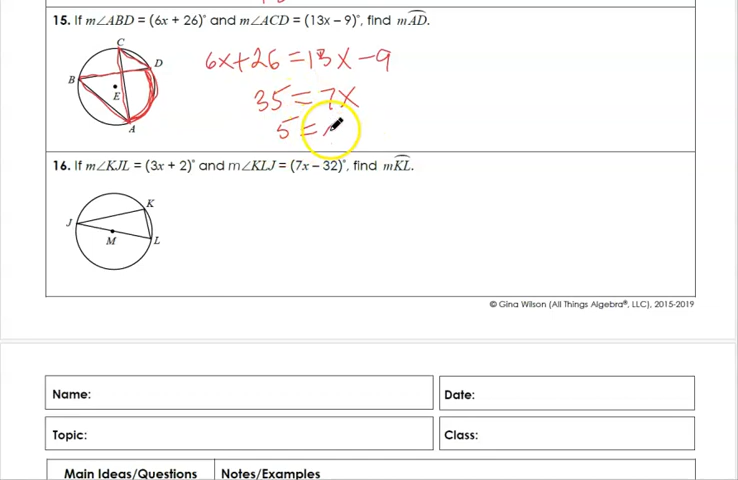 15. If m∠ABD = (6x + 26)° and m∠ACD = (13x – 9)°, find mAD.
C
D
B
E
A
6x+26 = 13x -9
35 = 7x
5 =
16. If m∠KJL = (3x + 2)° and m∠KLJ = (7x – 32)°, find mKL.
K
J
M
L
© Gina Wilson (All Things Algebra®, LLC), 2015-2019
Name:
Date:
Topic:
Class:
Main Ideas/Questions
Notes/Examples